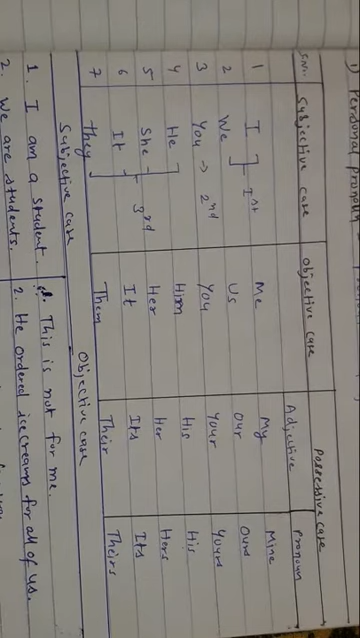 1) Personal pronoun
S.No. Subjective case Objective case Possessive case
Adjective Pronoun
1 I Me My Mine
1st
2 We Us Our Ours
3 You → 2nd You Your Yours
4 He Him His His
5 She Her Her Hers
3rd
6 It It Its Its
7 They Them Their Theirs
Subjective case Objective case
1. I am a student. This is not for me.
2. We are students. 2. He ordered icecreams for all of us.